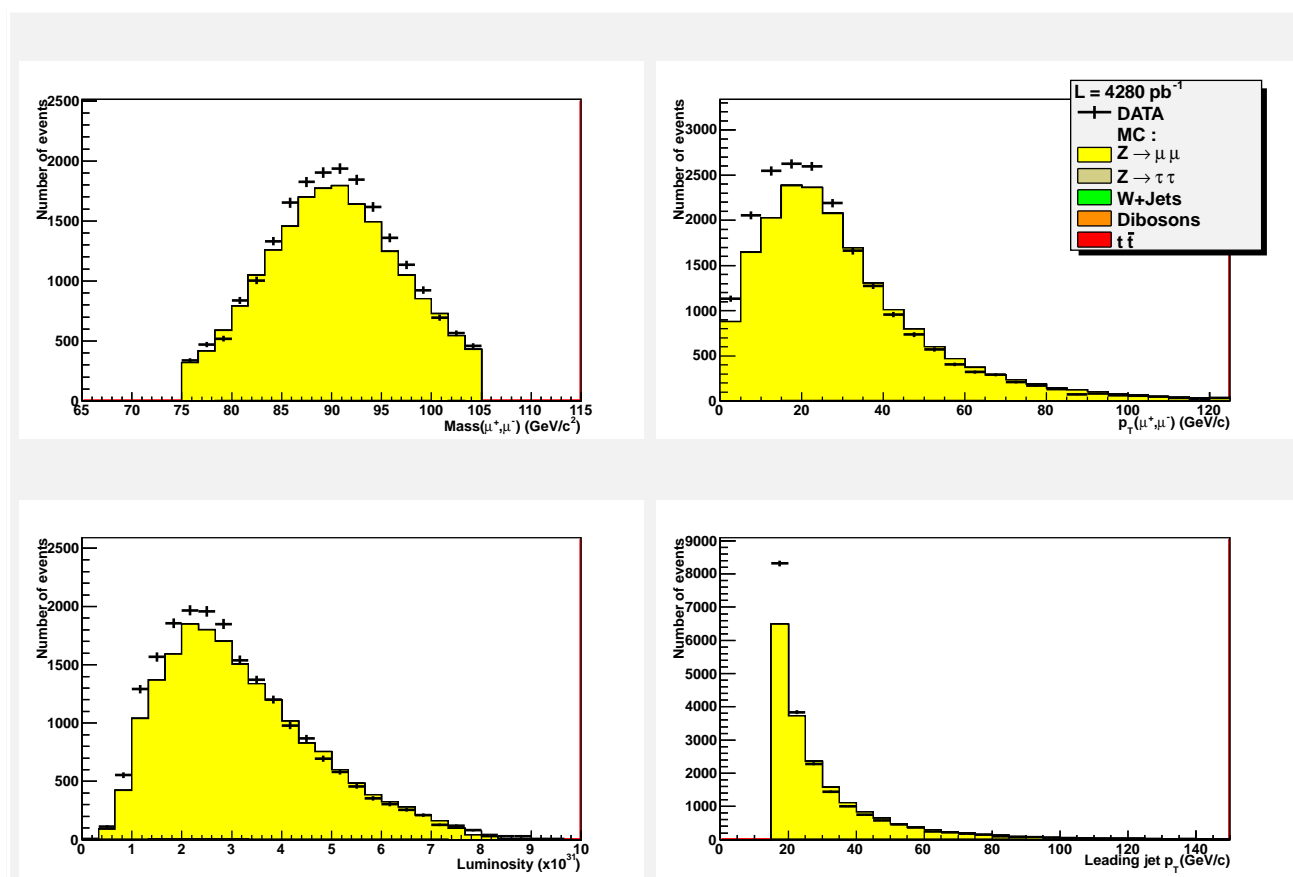 Number of events
2500
2000
1500
1000
500
0
65 70 75 80 85 90 95 100 105 110 115
Mass(μ⁺,μ⁻) (GeV/c²)
Number of events
3000
2500
2000
1500
1000
500
0
0 20 40 60 80 100 120
p_T(μ⁺,μ⁻) (GeV/c)
L = 4280 pb⁻¹
DATA
MC :
Z → μ μ
Z → τ τ
W+Jets
Dibosons
t t̄
Number of events
2500
2000
1500
1000
500
0
0 1 2 3 4 5 6 7 8 9 10
Luminosity (x10³¹)
Number of events
9000
8000
7000
6000
5000
4000
3000
2000
1000
0
0 20 40 60 80 100 120 140
Leading jet p_T(GeV/c)